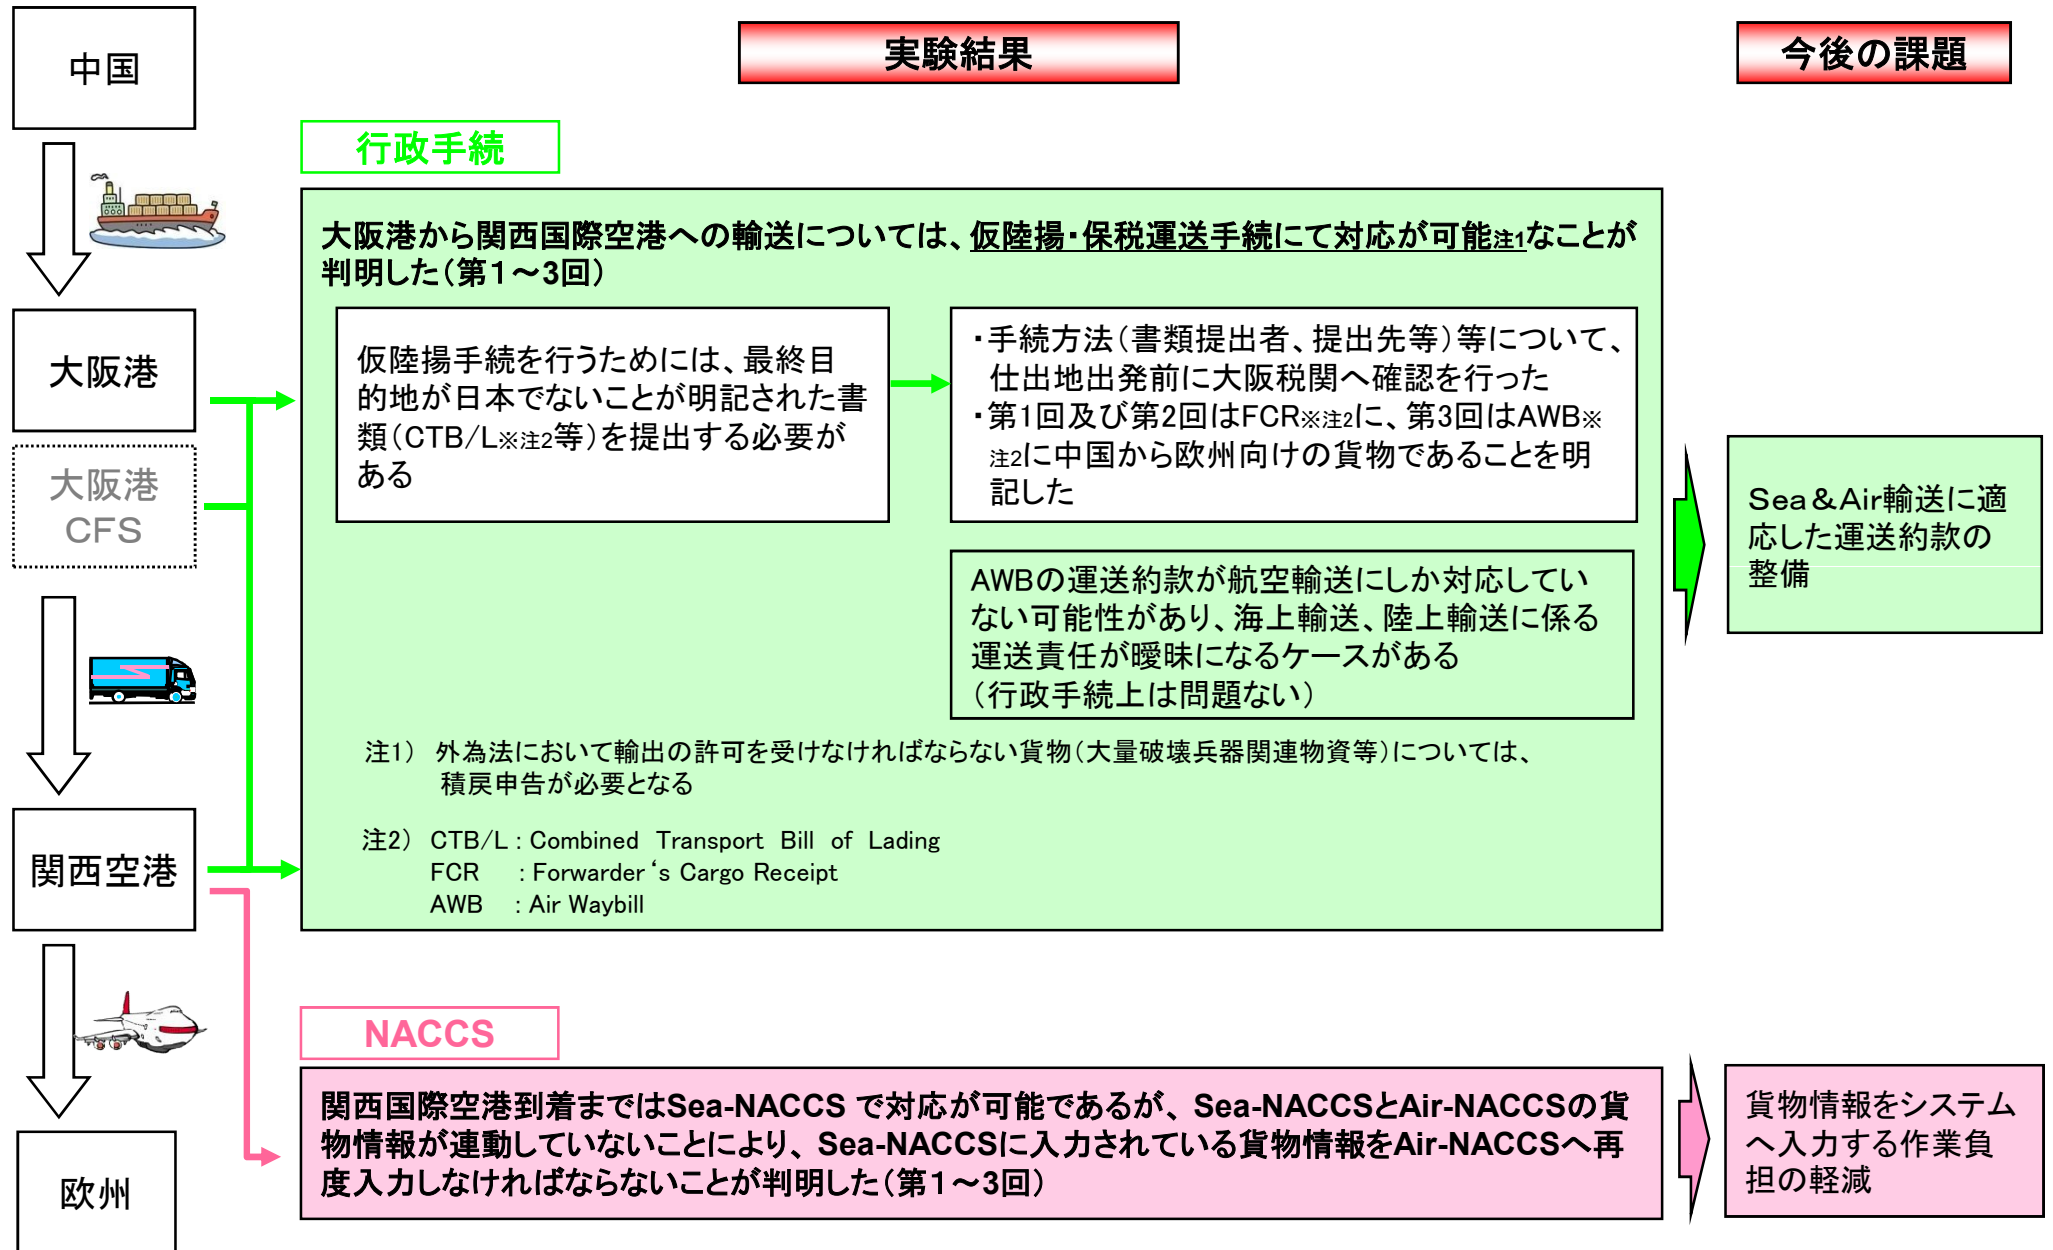 実験結果
今後の課題
中国
大阪港
大阪港
CFS
関西空港
欧州
行政手続
大阪港から関西国際空港への輸送については、仮陸揚・保税運送手続にて対応が可能注1なことが
判明した（第１～3回）
仮陸揚手続を行うためには、最終目
的地が日本でないことが明記された書
類（CTB/L※注2等）を提出する必要が
ある
・手続方法（書類提出者、提出先等）等について、
仕出地出発前に大阪税関へ確認を行った
・第1回及び第2回はFCR※注2に、第3回はAWB※
注2に中国から欧州向けの貨物であることを明
記した
AWBの運送約款が航空輸送にしか対応してい
ない可能性があり、海上輸送、陸上輸送に係る
運送責任が曖昧になるケースがある
（行政手続上は問題ない）
注1） 外為法において輸出の許可を受けなければならない貨物（大量破壊兵器関連物資等）については、
積戻申告が必要となる
注2） CTB/L : Combined Transport Bill of Lading
FCR : Forwarder‘s Cargo Receipt
AWB : Air Waybill
Sea＆Air輸送に適
応した運送約款の
整備
NACCS
関西国際空港到着まではSea-NACCS で対応が可能であるが、Sea-NACCSとAir-NACCSの貨
物情報が連動していないことにより、Sea-NACCSに入力されている貨物情報をAir-NACCSへ再
度入力しなければならないことが判明した（第１～3回）
貨物情報をシステム
へ入力する作業負
担の軽減